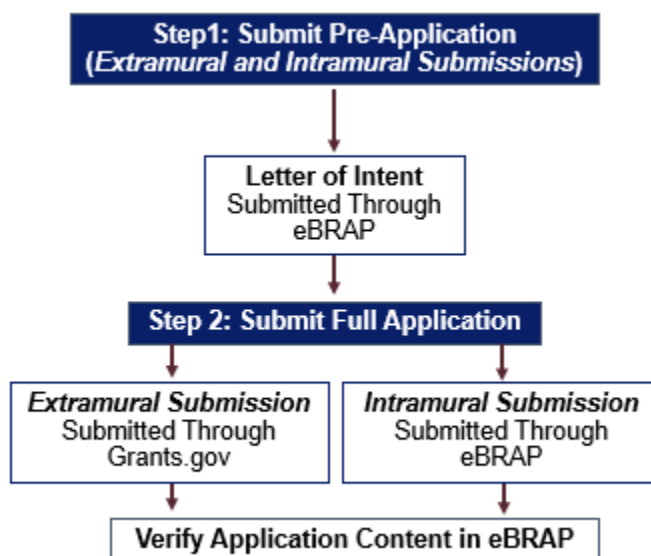 Step1: Submit Pre-Application
(Extramural and Intramural Submissions)
Letter of Intent
Submitted Through
eBRAP
Step 2: Submit Full Application
Extramural Submission
Submitted Through
Grants.gov
Intramural Submission
Submitted Through
eBRAP
Verify Application Content in eBRAP